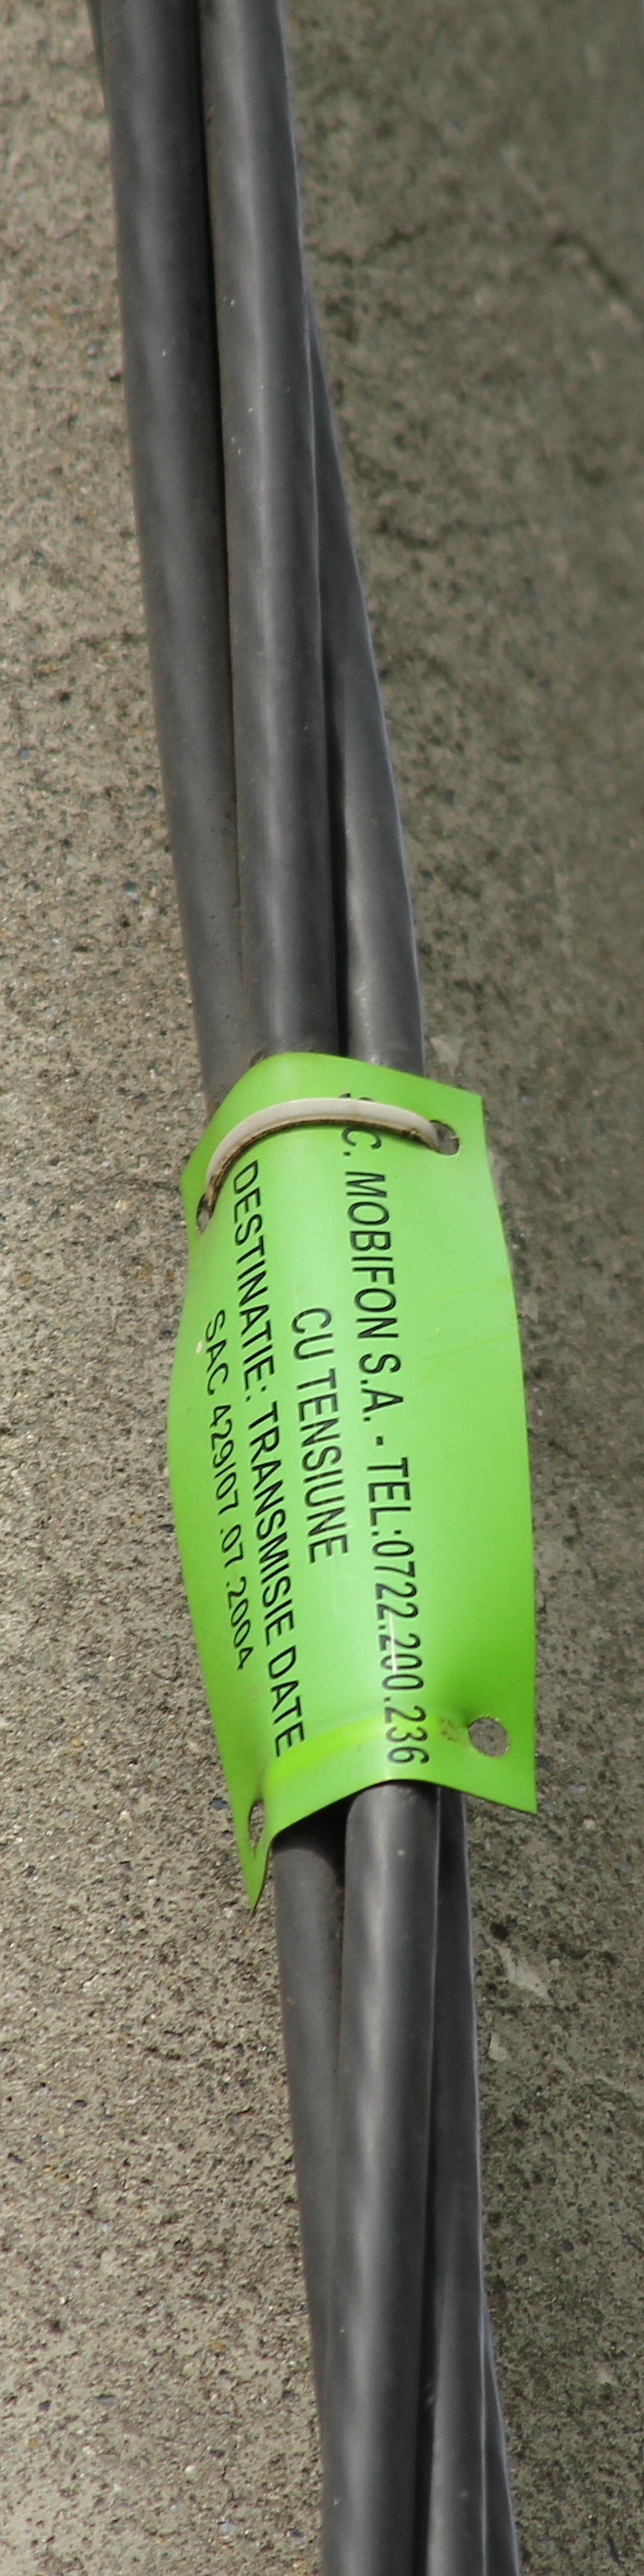 S.C. MOBIFON S.A. - TEL:0722.200.236
CU TENSIUNE
DESTINATIE: TRANSMISIE DATE
SAC 429/07.07.2004